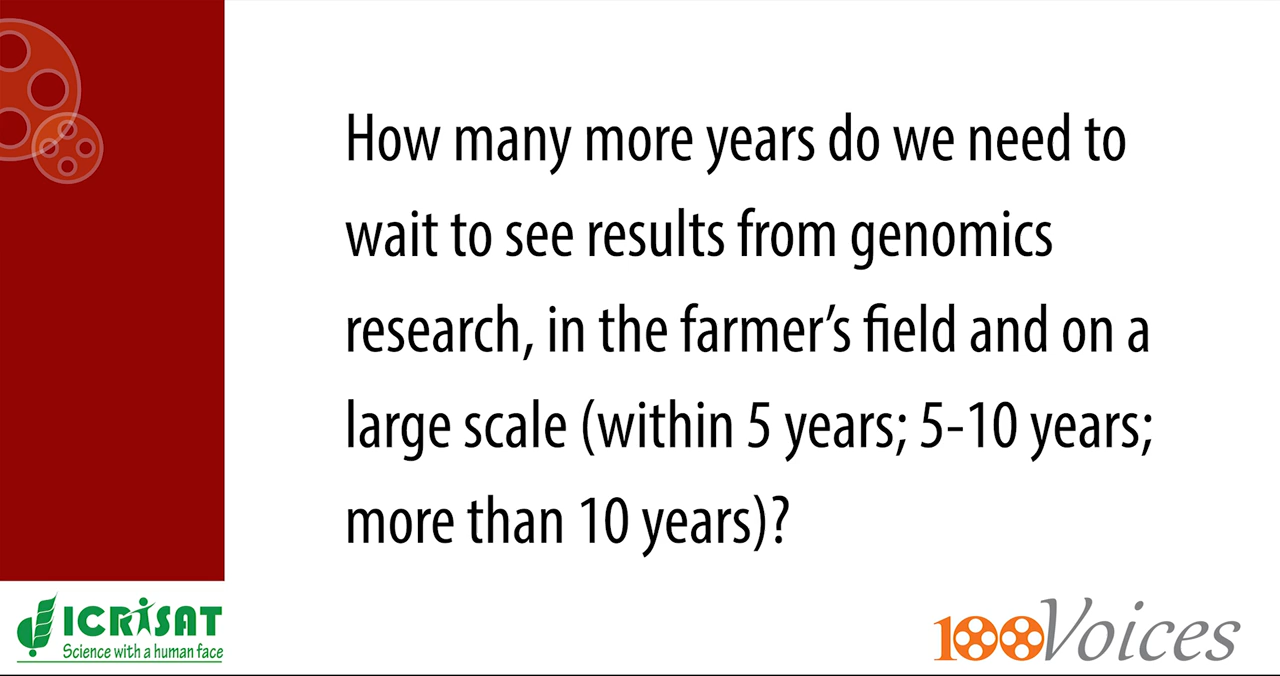 How many more years do we need to
wait to see results from genomics
research, in the farmer’s field and on a
large scale (within 5 years; 5-10 years;
more than 10 years)?
ICRISAT
Science with a human face
100Voices